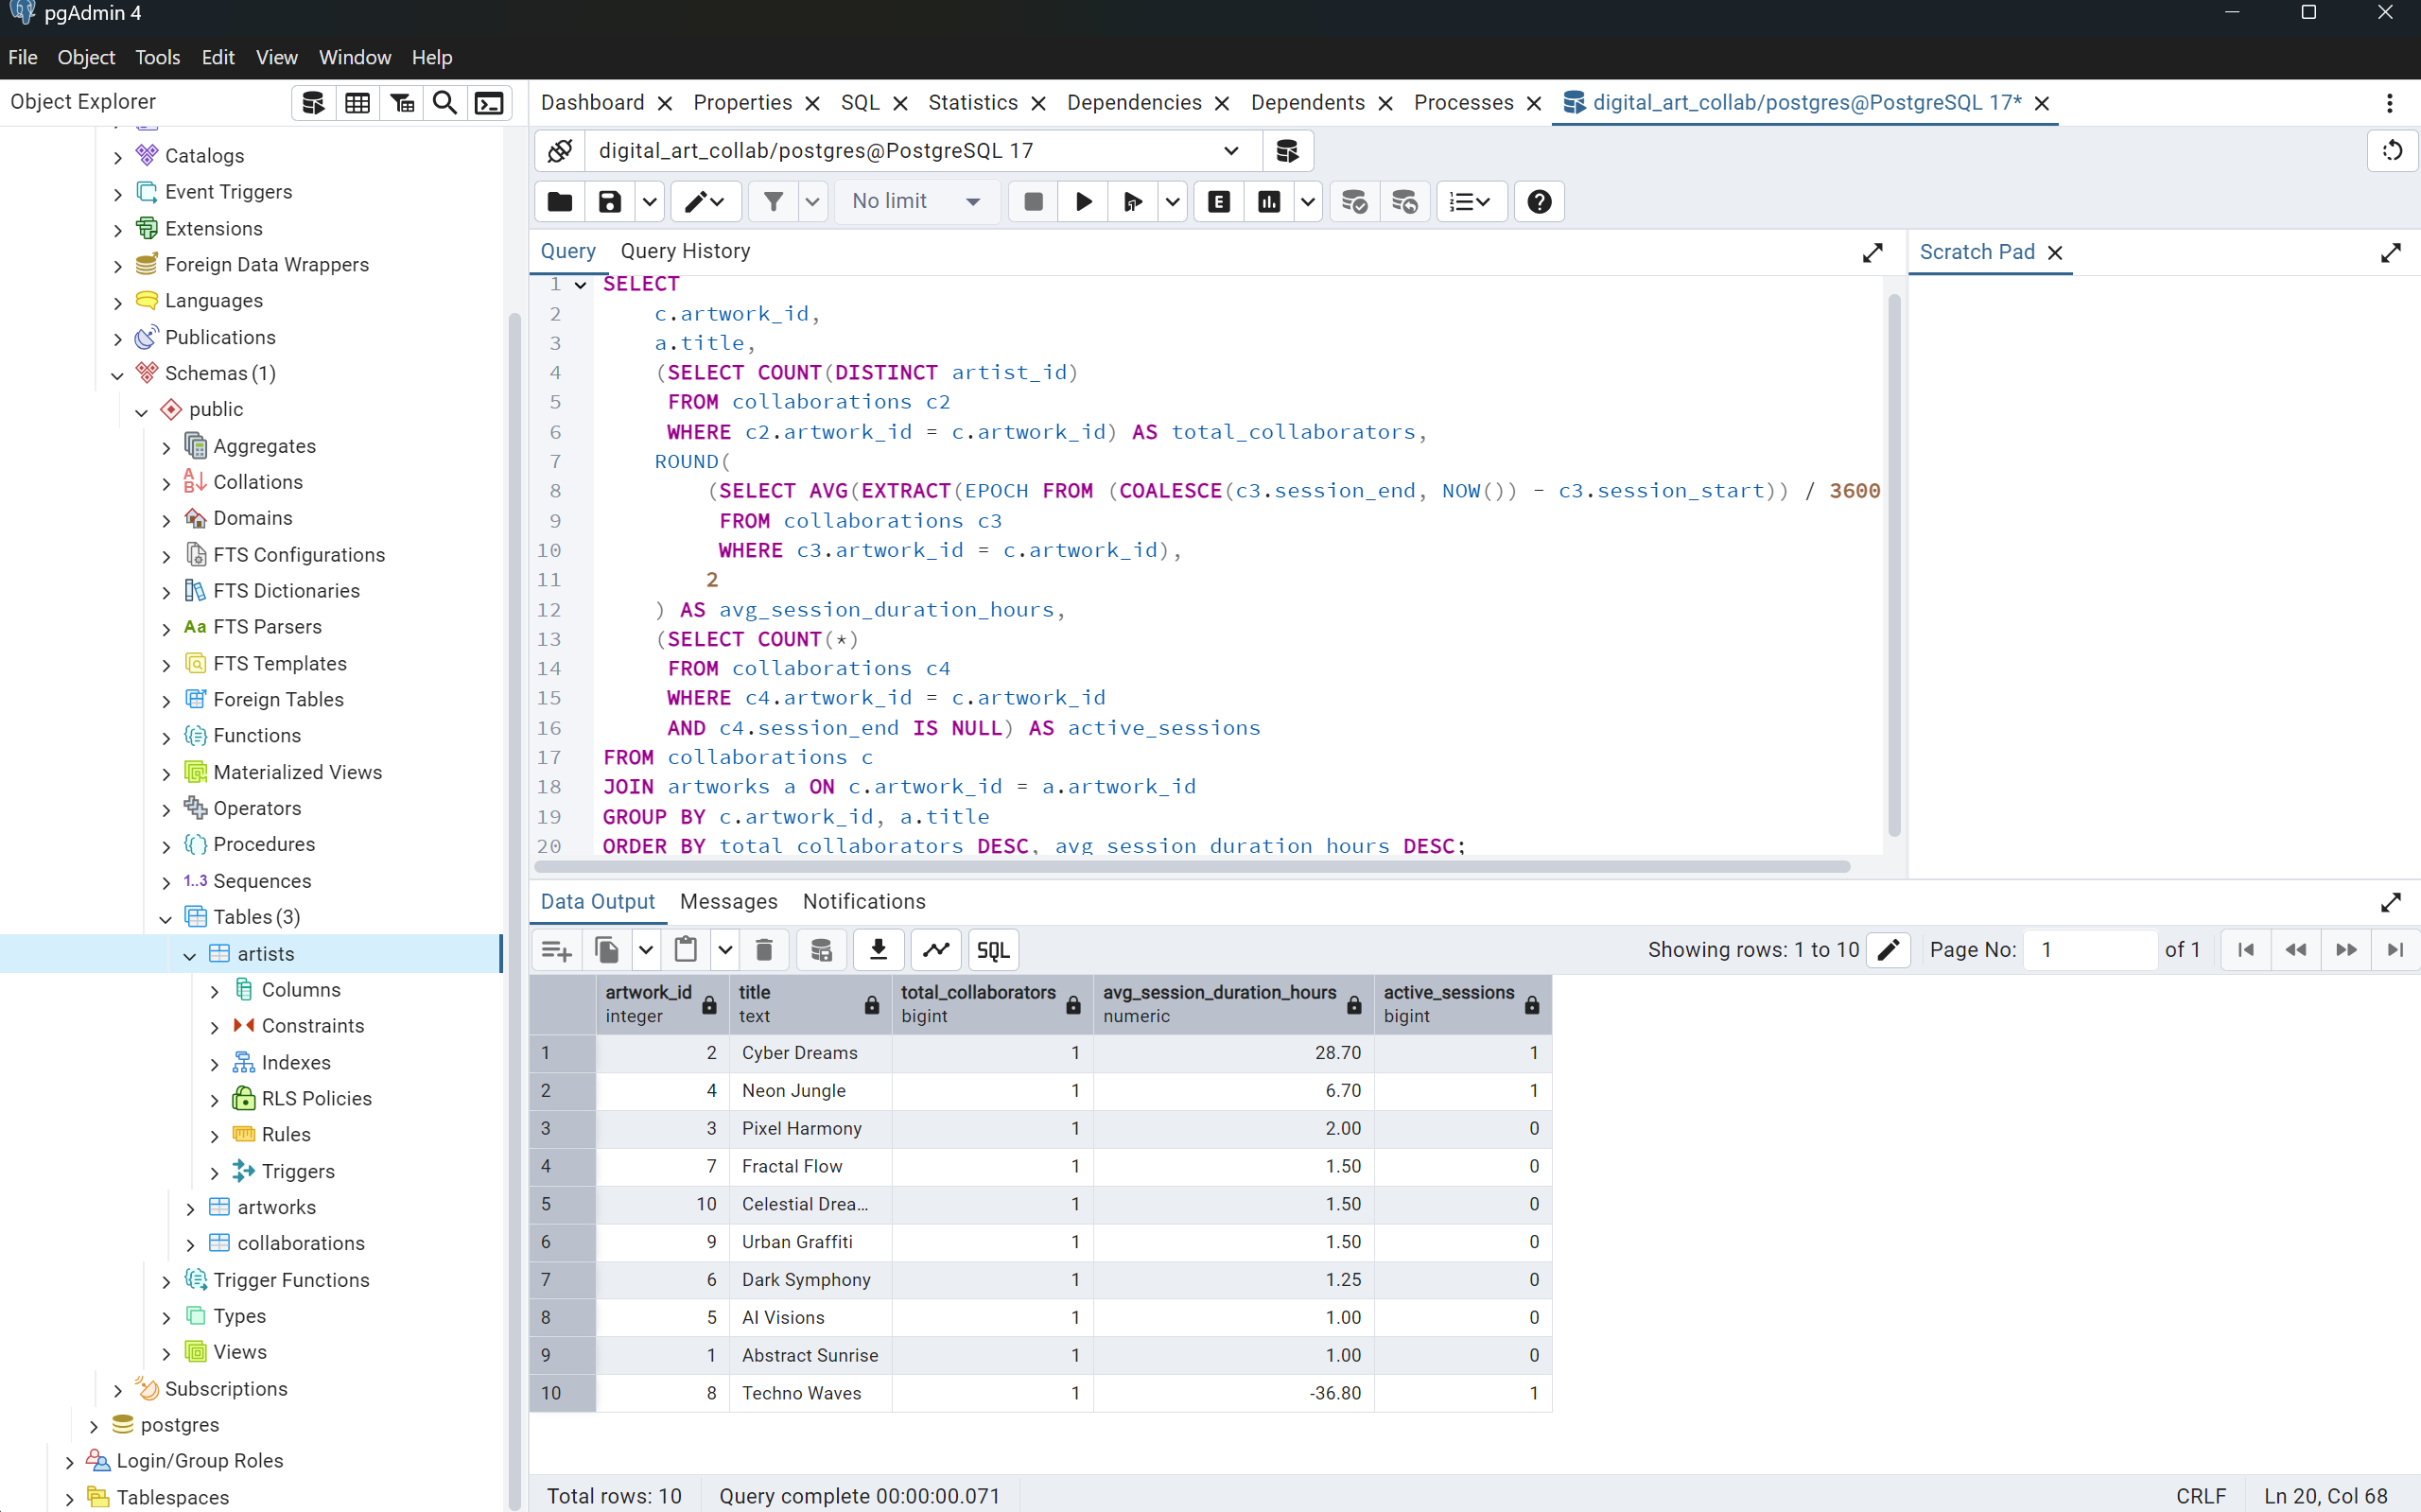 pgAdmin 4
File Object Tools Edit View Window Help
Object Explorer
Dashboard Properties SQL Statistics Dependencies Dependents Processes digital_art_collab/postgres@PostgreSQL 17*
digital_art_collab/postgres@PostgreSQL 17
No limit
Query Query History
Scratch Pad
Catalogs
Event Triggers
Extensions
Foreign Data Wrappers
Languages
Publications
Schemas (1)
public
Aggregates
Collations
Domains
FTS Configurations
FTS Dictionaries
Aa FTS Parsers
FTS Templates
Foreign Tables
Functions
Materialized Views
Operators
Procedures
1..3 Sequences
Tables (3)
artists
Columns
Constraints
Indexes
RLS Policies
Rules
Triggers
artworks
collaborations
Trigger Functions
Types
Views
Subscriptions
postgres
Login/Group Roles
Tablespaces
1 SELECT
2 c.artwork_id,
3 a.title,
4 (SELECT COUNT(DISTINCT artist_id)
5 FROM collaborations c2
6 WHERE c2.artwork_id = c.artwork_id) AS total_collaborators,
7 ROUND(
8 (SELECT AVG(EXTRACT(EPOCH FROM (COALESCE(c3.session_end, NOW()) - c3.session_start)) / 3600
9 FROM collaborations c3
10 WHERE c3.artwork_id = c.artwork_id),
11 2
12 ) AS avg_session_duration_hours,
13 (SELECT COUNT(*)
14 FROM collaborations c4
15 WHERE c4.artwork_id = c.artwork_id
16 AND c4.session_end IS NULL) AS active_sessions
17 FROM collaborations c
18 JOIN artworks a ON c.artwork_id = a.artwork_id
19 GROUP BY c.artwork_id, a.title
20 ORDER BY total_collaborators DESC, avg_session_duration_hours DESC;
Data Output Messages Notifications
SQL
Showing rows: 1 to 10 Page No: 1 of 1
artwork_id title total_collaborators avg_session_duration_hours active_sessions
integer text bigint numeric bigint
1 2 Cyber Dreams 1 28.70 1
2 4 Neon Jungle 1 6.70 1
3 3 Pixel Harmony 1 2.00 0
4 7 Fractal Flow 1 1.50 0
5 10 Celestial Drea... 1 1.50 0
6 9 Urban Graffiti 1 1.50 0
7 6 Dark Symphony 1 1.25 0
8 5 AI Visions 1 1.00 0
9 1 Abstract Sunrise 1 1.00 0
10 8 Techno Waves 1 -36.80 1
Total rows: 10 Query complete 00:00:00.071
CRLF Ln 20, Col 68